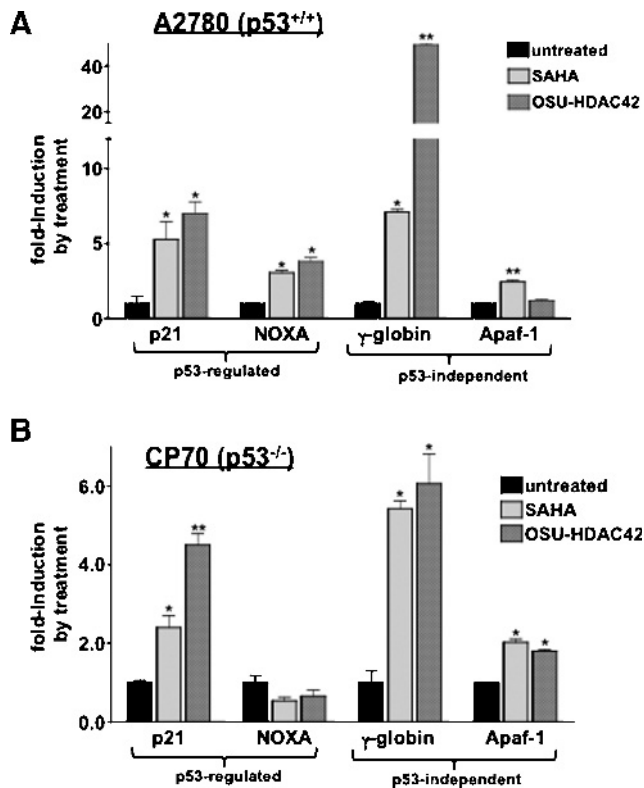 A
A2780 (p53+/+)
untreated
SAHA
OSU-HDAC42
fold-Induction
by treatment
40
20
10
5
0
**
*
*
*
*
*
**
p21
NOXA
γ-globin
Apaf-1
p53-regulated
p53-independent
B
CP70 (p53-/-)
untreated
SAHA
OSU-HDAC42
fold-Induction
by treatment
6.0
4.0
2.0
0.0
*
**
*
*
*
*
p21
NOXA
γ-globin
Apaf-1
p53-regulated
p53-independent